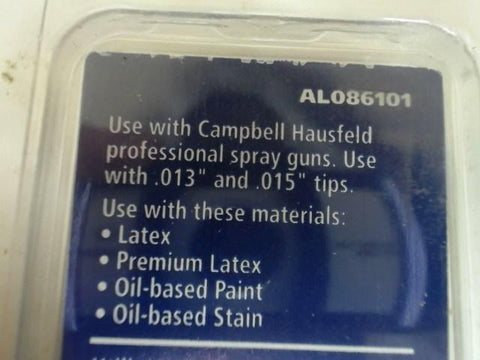 AL086101
Use with Campbell Hausfeld
professional spray guns. Use
with .013" and .015" tips.
Use with these materials:
• Latex
• Premium Latex
• Oil-based Paint
• Oil-based Stain